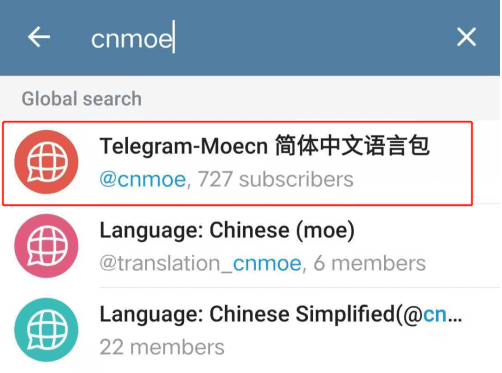 cnmoe
Global search
Telegram-Moecn 简体中文语言包
@cnmoe, 727 subscribers
Language: Chinese (moe)
@translation_cnmoe, 6 members
Language: Chinese Simplified(@cn...
22 members